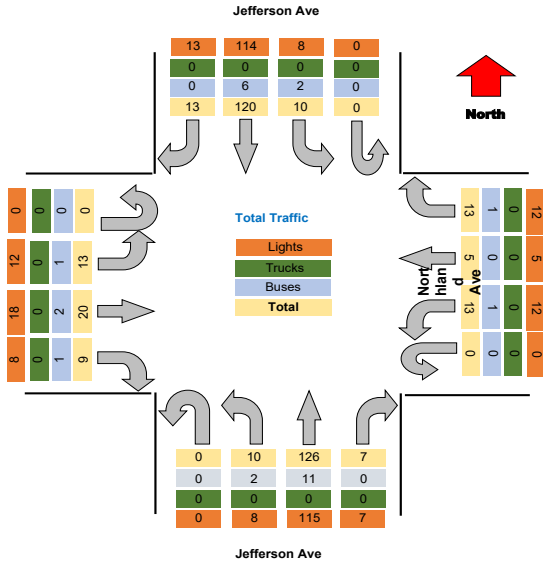 Jefferson Ave
13 114 8 0
0 0 0 0
0 6 2 0
13 120 10 0
North
0 0 0 0
12 0 1 13
18 0 2 20
8 0 1 9
Total Traffic
Lights
Trucks
Buses
Total
13 1 0 12
5 0 0 5
13 1 0 12
0 0 0 0
Northlan
d
Ave
0 10 126 7
0 2 11 0
0 0 0 0
0 8 115 7
Jefferson Ave